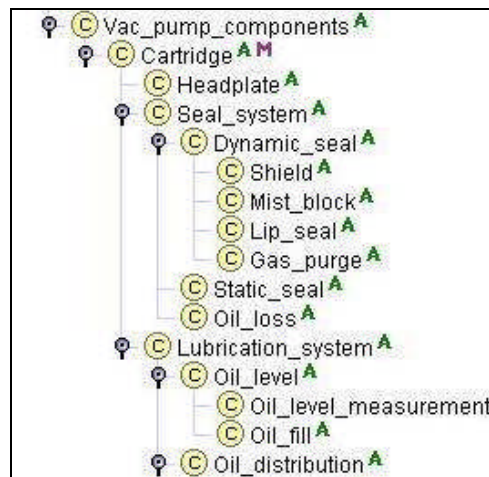 C Vac_pump_components A
C Cartridge A M
C Headplate A
C Seal_system A
C Dynamic_seal A
C Shield A
C Mist_block A
C Lip_seal A
C Gas_purge A
C Static_seal A
C Oil_loss A
C Lubrication_system A
C Oil_level A
C Oil_level_measurement
C Oil_fill A
C Oil_distribution A